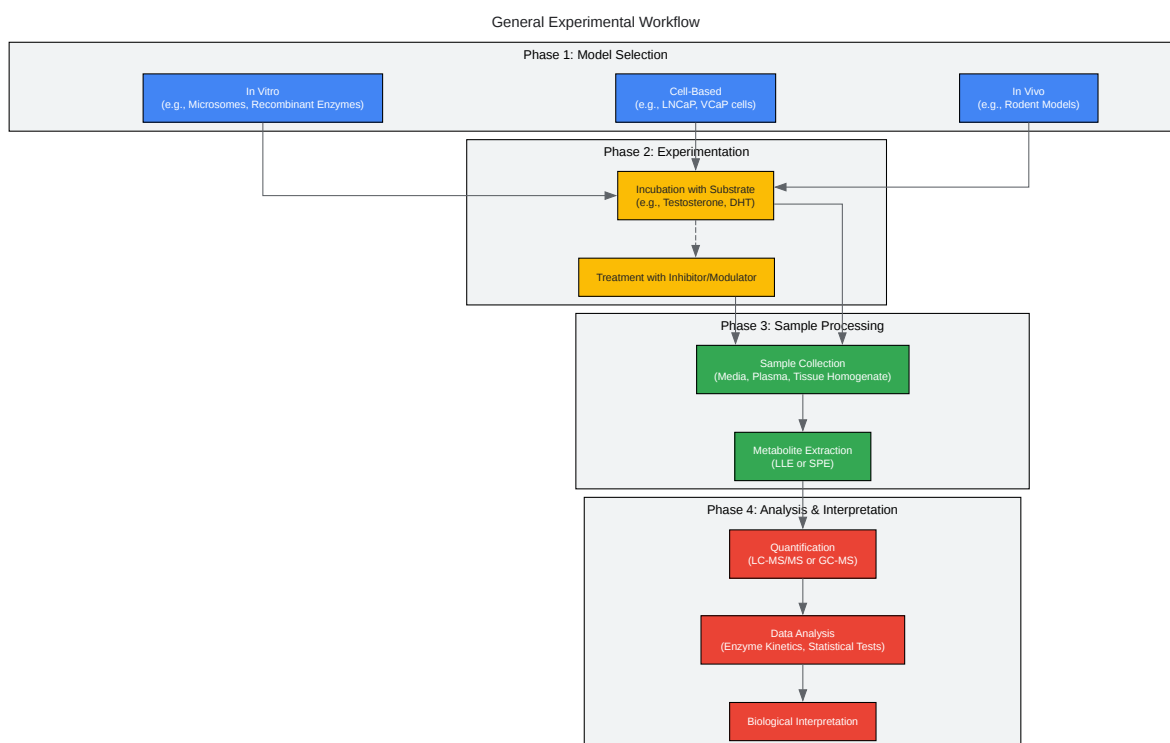 General Experimental Workflow
Phase 1: Model Selection
In Vitro
(e.g., Microsomes, Recombinant Enzymes)
Cell-Based
(e.g., LNCaP, VCaP cells)
In Vivo
(e.g., Rodent Models)
Phase 2: Experimentation
Incubation with Substrate
(e.g., Testosterone, DHT)
Treatment with Inhibitor/Modulator
Phase 3: Sample Processing
Sample Collection
(Media, Plasma, Tissue Homogenate)
Metabolite Extraction
(LLE or SPE)
Phase 4: Analysis & Interpretation
Quantification
(LC-MS/MS or GC-MS)
Data Analysis
(Enzyme Kinetics, Statistical Tests)
Biological Interpretation